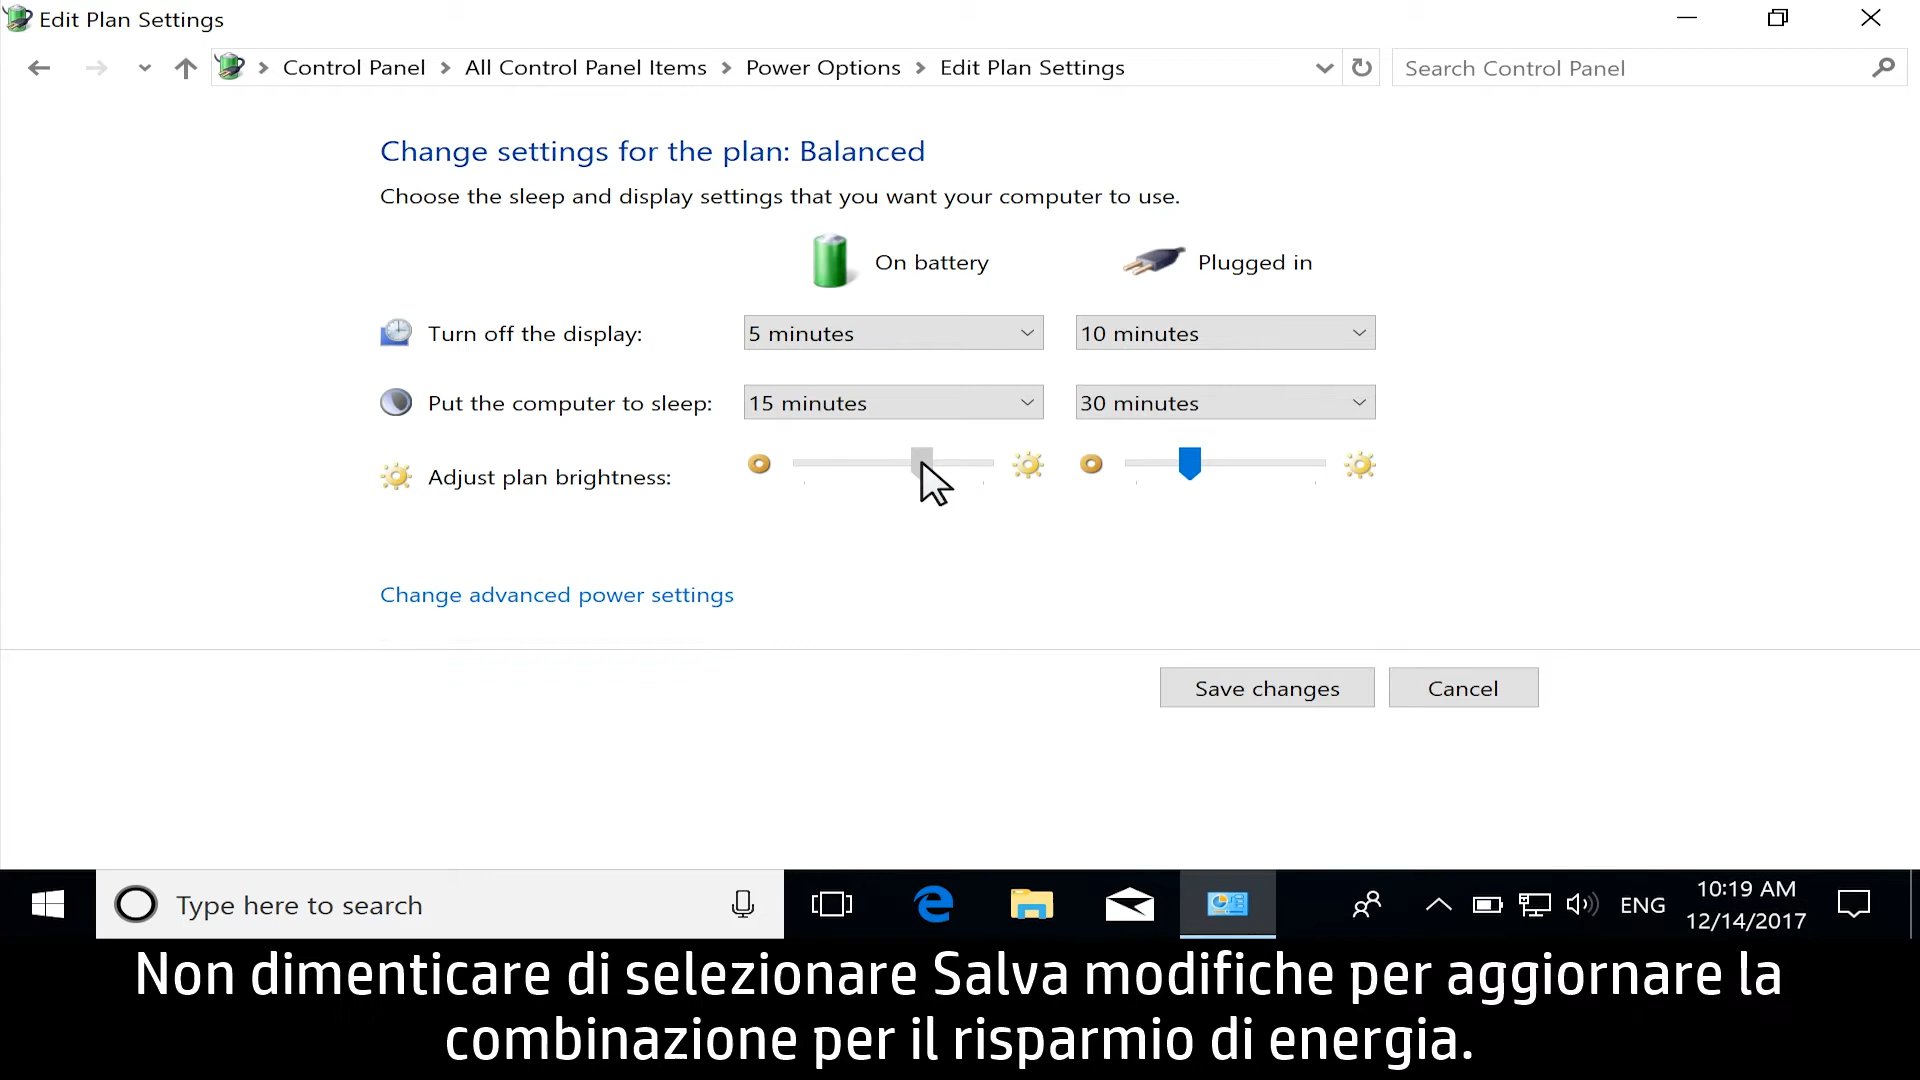 Edit Plan Settings
Control Panel > All Control Panel Items > Power Options > Edit Plan Settings
Search Control Panel
Change settings for the plan: Balanced
Choose the sleep and display settings that you want your computer to use.
On battery
Plugged in
Turn off the display:
5 minutes
10 minutes
Put the computer to sleep:
15 minutes
30 minutes
Adjust plan brightness:
Change advanced power settings
Save changes
Cancel
Type here to search
ENG
10:19 AM
12/14/2017
Non dimenticare di selezionare Salva modifiche per aggiornare la
combinazione per il risparmio di energia.